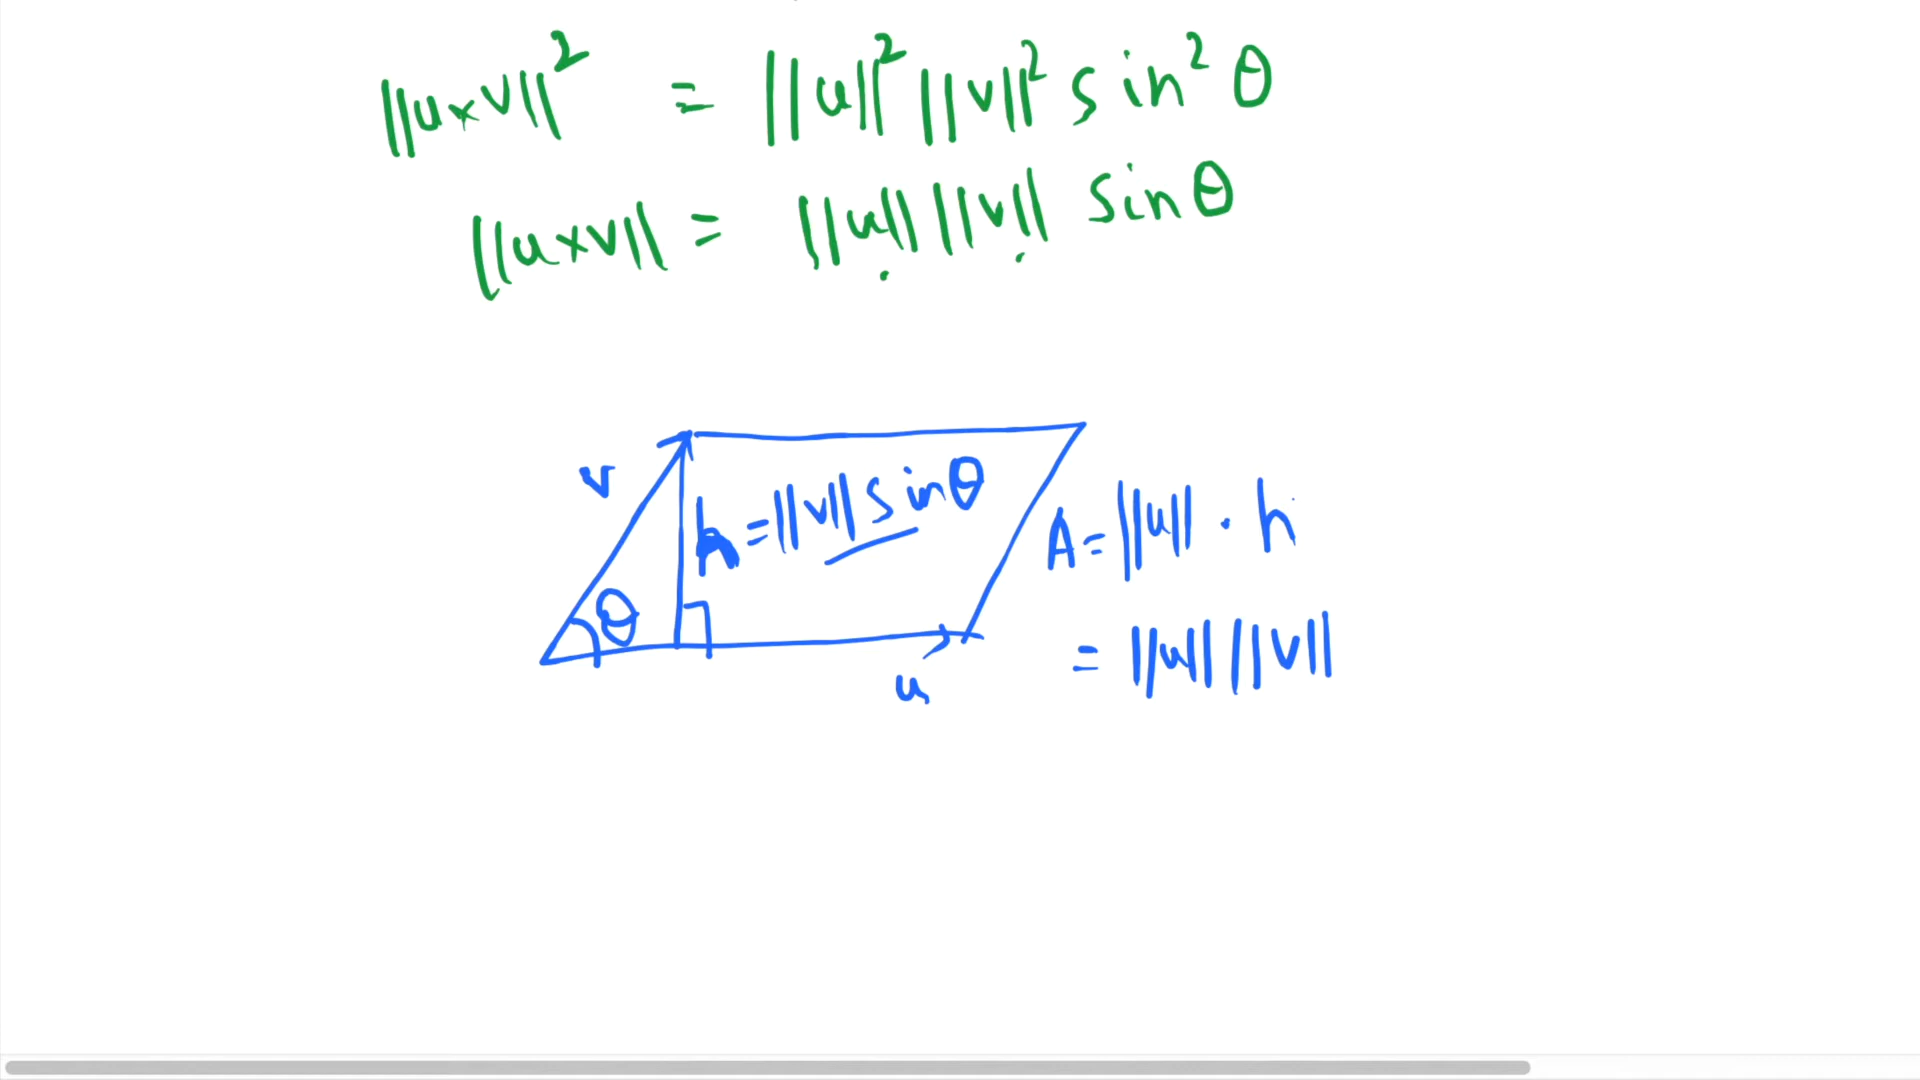 ||u×v||² = ||u||² ||v||² sin² θ
||u×v|| = ||u|| ||v|| sin θ
v
h = ||v|| sin θ
A = ||u|| · h
θ
= ||u|| ||v||
u